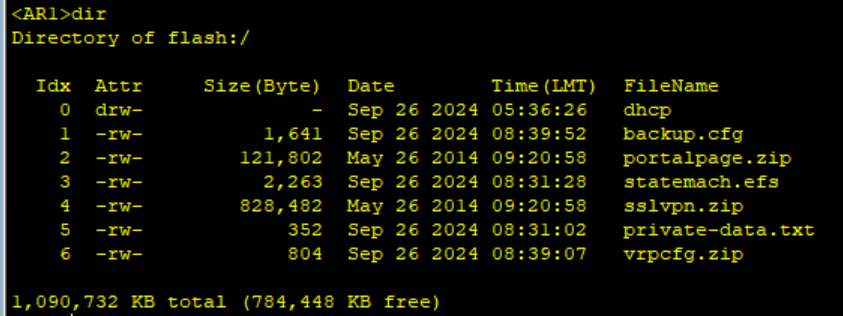 <AR1>dir
Directory of flash:/
Idx Attr Size(Byte) Date Time(LMT) FileName
0 drw- - Sep 26 2024 05:36:26 dhcp
1 -rw- 1,641 Sep 26 2024 08:39:52 backup.cfg
2 -rw- 121,802 May 26 2014 09:20:58 portalpage.zip
3 -rw- 2,263 Sep 26 2024 08:31:28 statemach.efs
4 -rw- 828,482 May 26 2014 09:20:58 sslvpn.zip
5 -rw- 352 Sep 26 2024 08:31:02 private-data.txt
6 -rw- 804 Sep 26 2024 08:39:07 vrpcfg.zip
1,090,732 KB total (784,448 KB free)